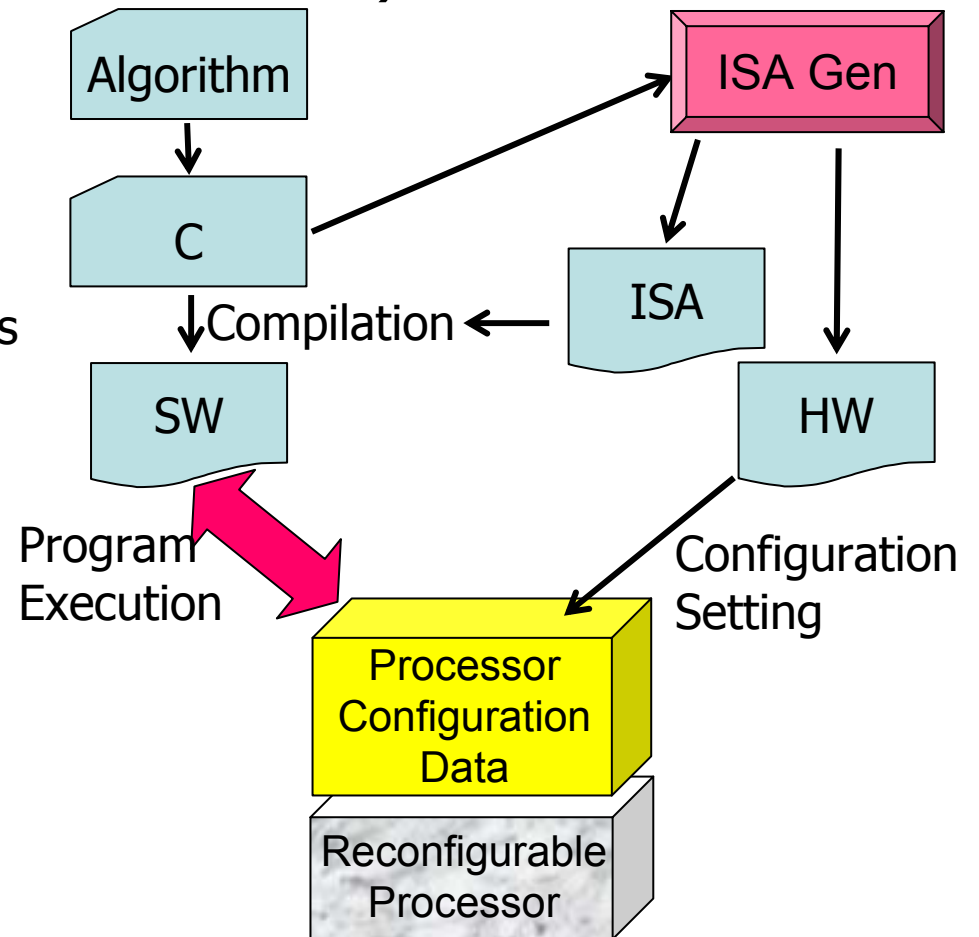 Algorithm
ISA Gen
C
ISA
s
Compilation
SW
HW
Program
Execution
Configuration
Setting
Processor
Configuration
Data
Reconfigurable
Processor